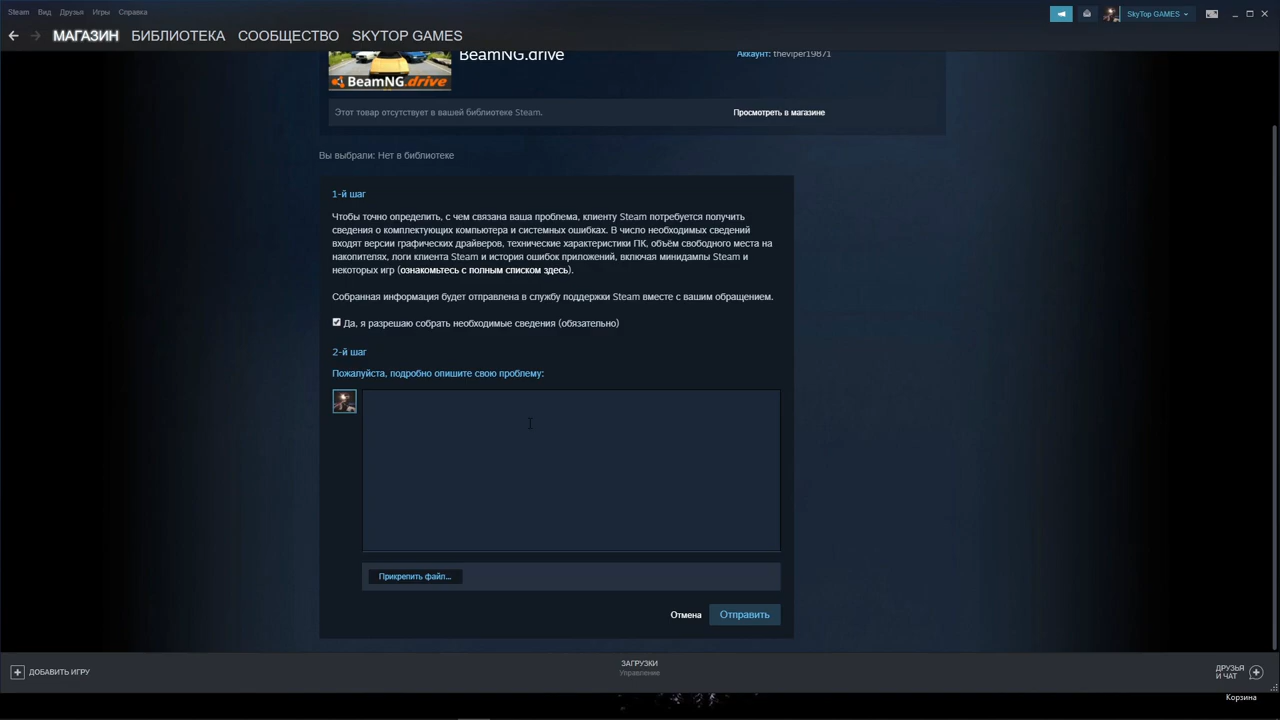 Steam Вид Друзья Игры Справка
SkyTop GAMES
МАГАЗИН БИБЛИОТЕКА СООБЩЕСТВО SKYTOP GAMES
BeamNG.drive
Аккаунт: theviper19871
BeamNG.drive
Этот товар отсутствует в вашей библиотеке Steam.
Просмотреть в магазине
Вы выбрали: Нет в библиотеке
1-й шаг
Чтобы точно определить, с чем связана ваша проблема, клиенту Steam потребуется получить
сведения о комплектующих компьютера и системных ошибках. В число необходимых сведений
входят версии графических драйверов, технические характеристики ПК, объём свободного места на
накопителях, логи клиента Steam и история ошибок приложений, включая минидампы Steam и
некоторых игр (ознакомьтесь с полным списком здесь).
Собранная информация будет отправлена в службу поддержки Steam вместе с вашим обращением.
Да, я разрешаю собрать необходимые сведения (обязательно)
2-й шаг
Пожалуйста, подробно опишите свою проблему:
Прикрепить файл...
Отмена
Отправить
ДОБАВИТЬ ИГРУ
ЗАГРУЗКИ
Управление
ДРУЗЬЯ
И ЧАТ
Корзина